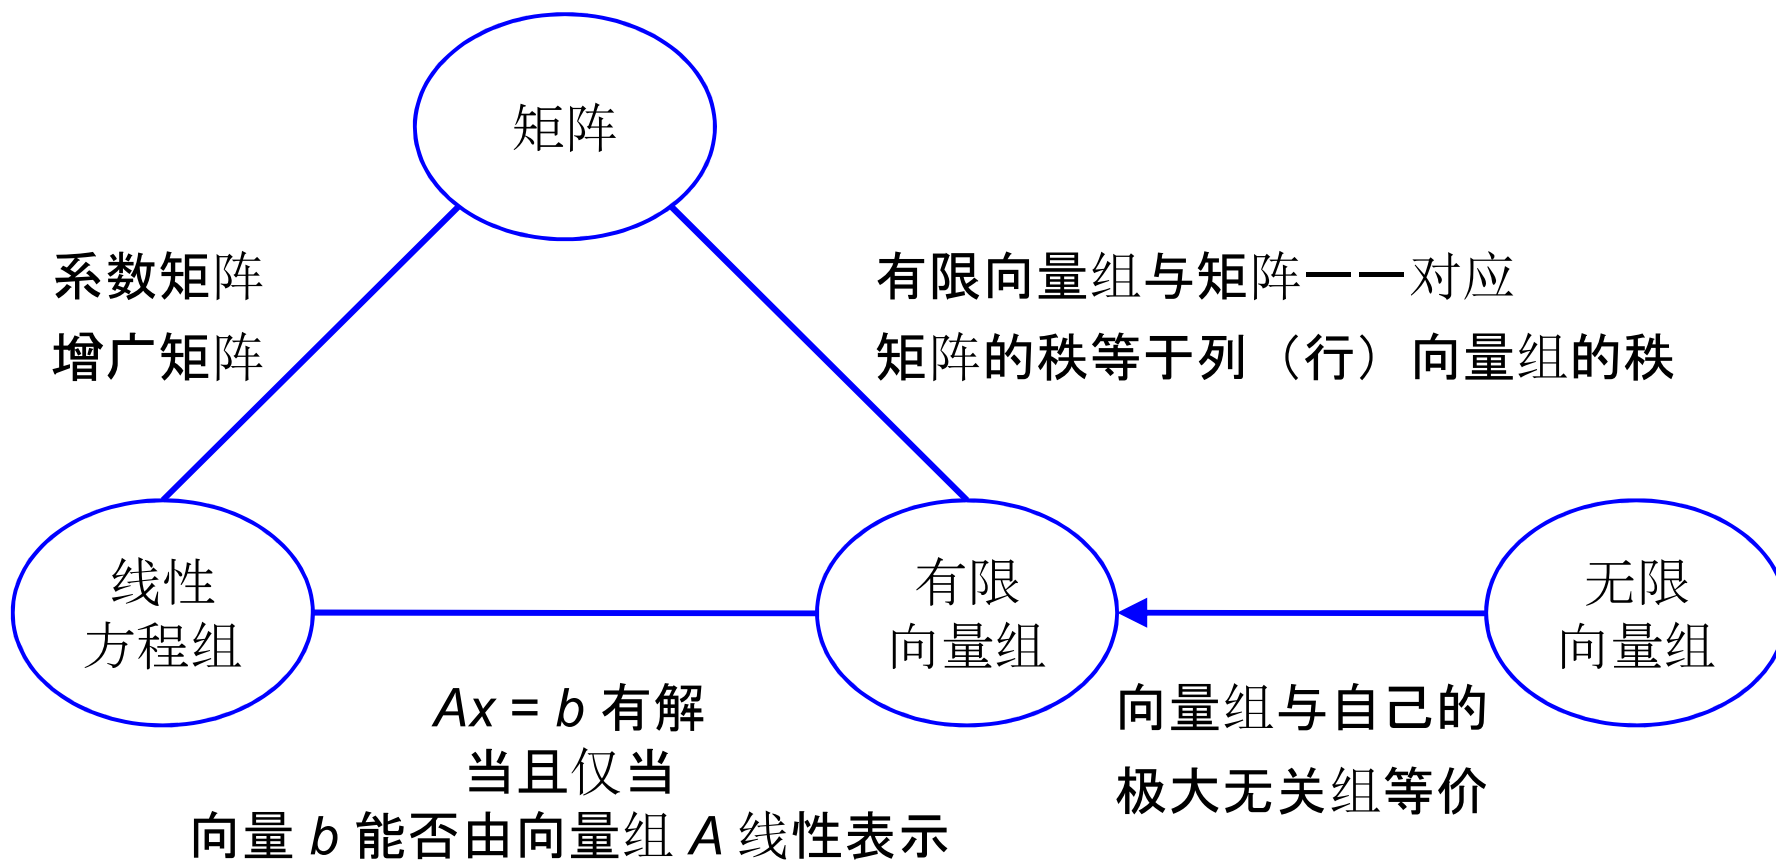 矩阵
系数矩阵
增广矩阵
有限向量组与矩阵一一对应
矩阵的秩等于列（行）向量组的秩
线性
方程组
有限
向量组
无限
向量组
Ax = b 有解
当且仅当
向量 b 能否由向量组 A 线性表示
向量组与自己的
极大无关组等价